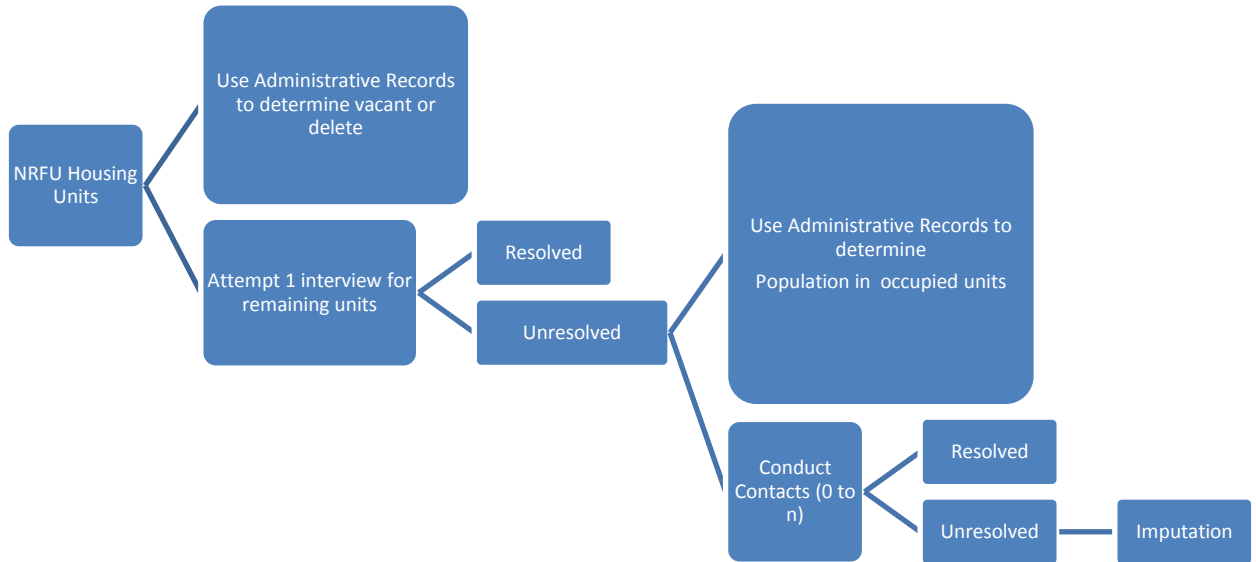 NRFU Housing
Units
Use Administrative Records
to determine vacant or
delete
Attempt 1 interview for
remaining units
Resolved
Unresolved
Use Administrative Records to
determine
Population in occupied units
Conduct
Contacts (0 to
n)
Resolved
Unresolved
Imputation